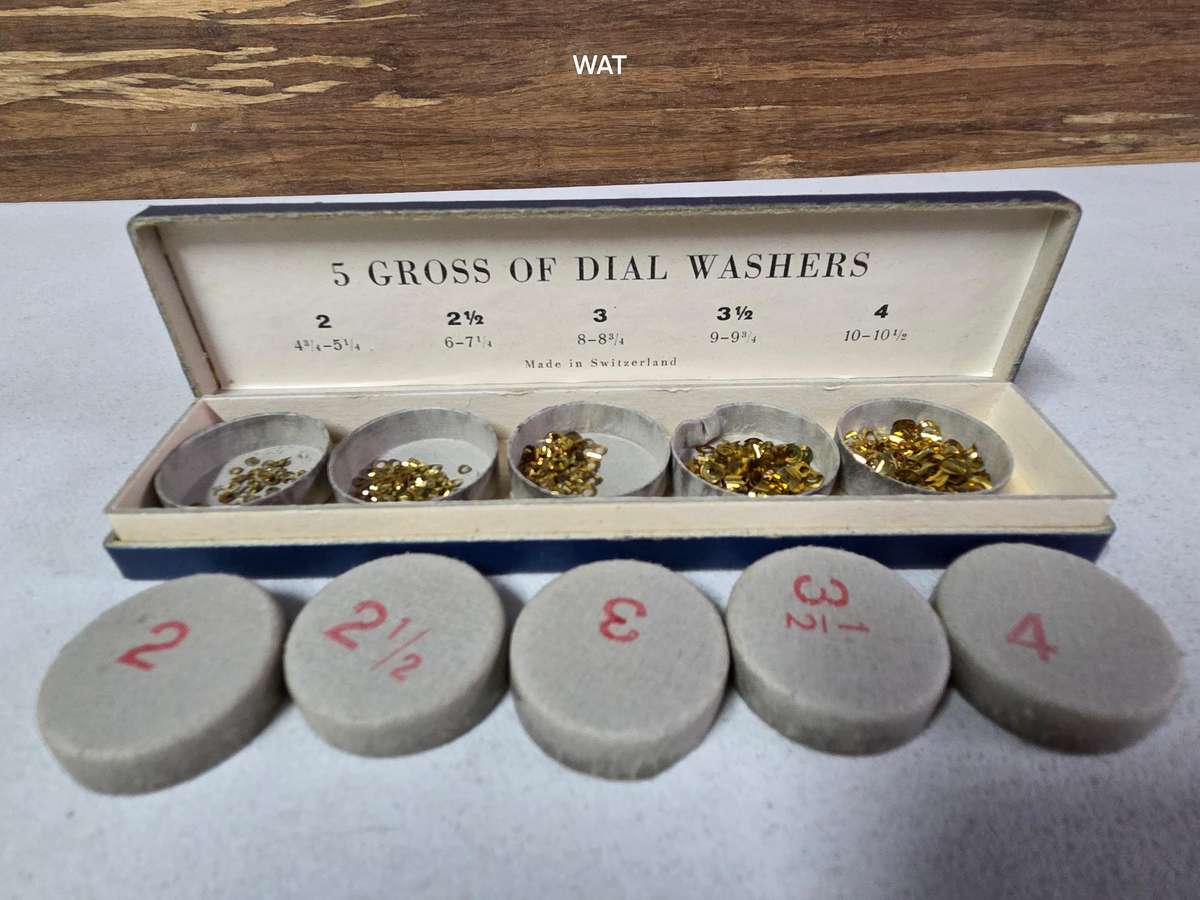 WAT
5 GROSS OF DIAL WASHERS
2 2½ 3 3½ 4
4¾–5¼ 6–7¼ 8–8¾ 9–9¾ 10–10½
Made in Switzerland
2 2½ 3 3½ 4